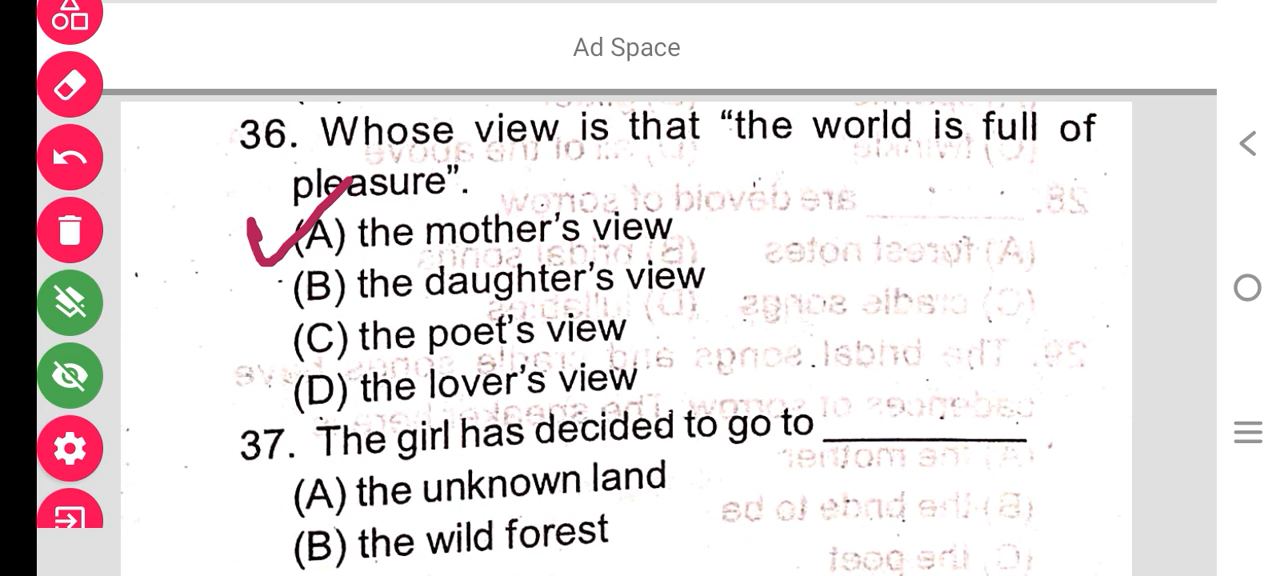 Ad Space
36. Whose view is that “the world is full of
pleasure”.
(A) the mother’s view
(B) the daughter’s view
(C) the poet’s view
(D) the lover’s view
37. The girl has decided to go to ____________
(A) the unknown land
(B) the wild forest